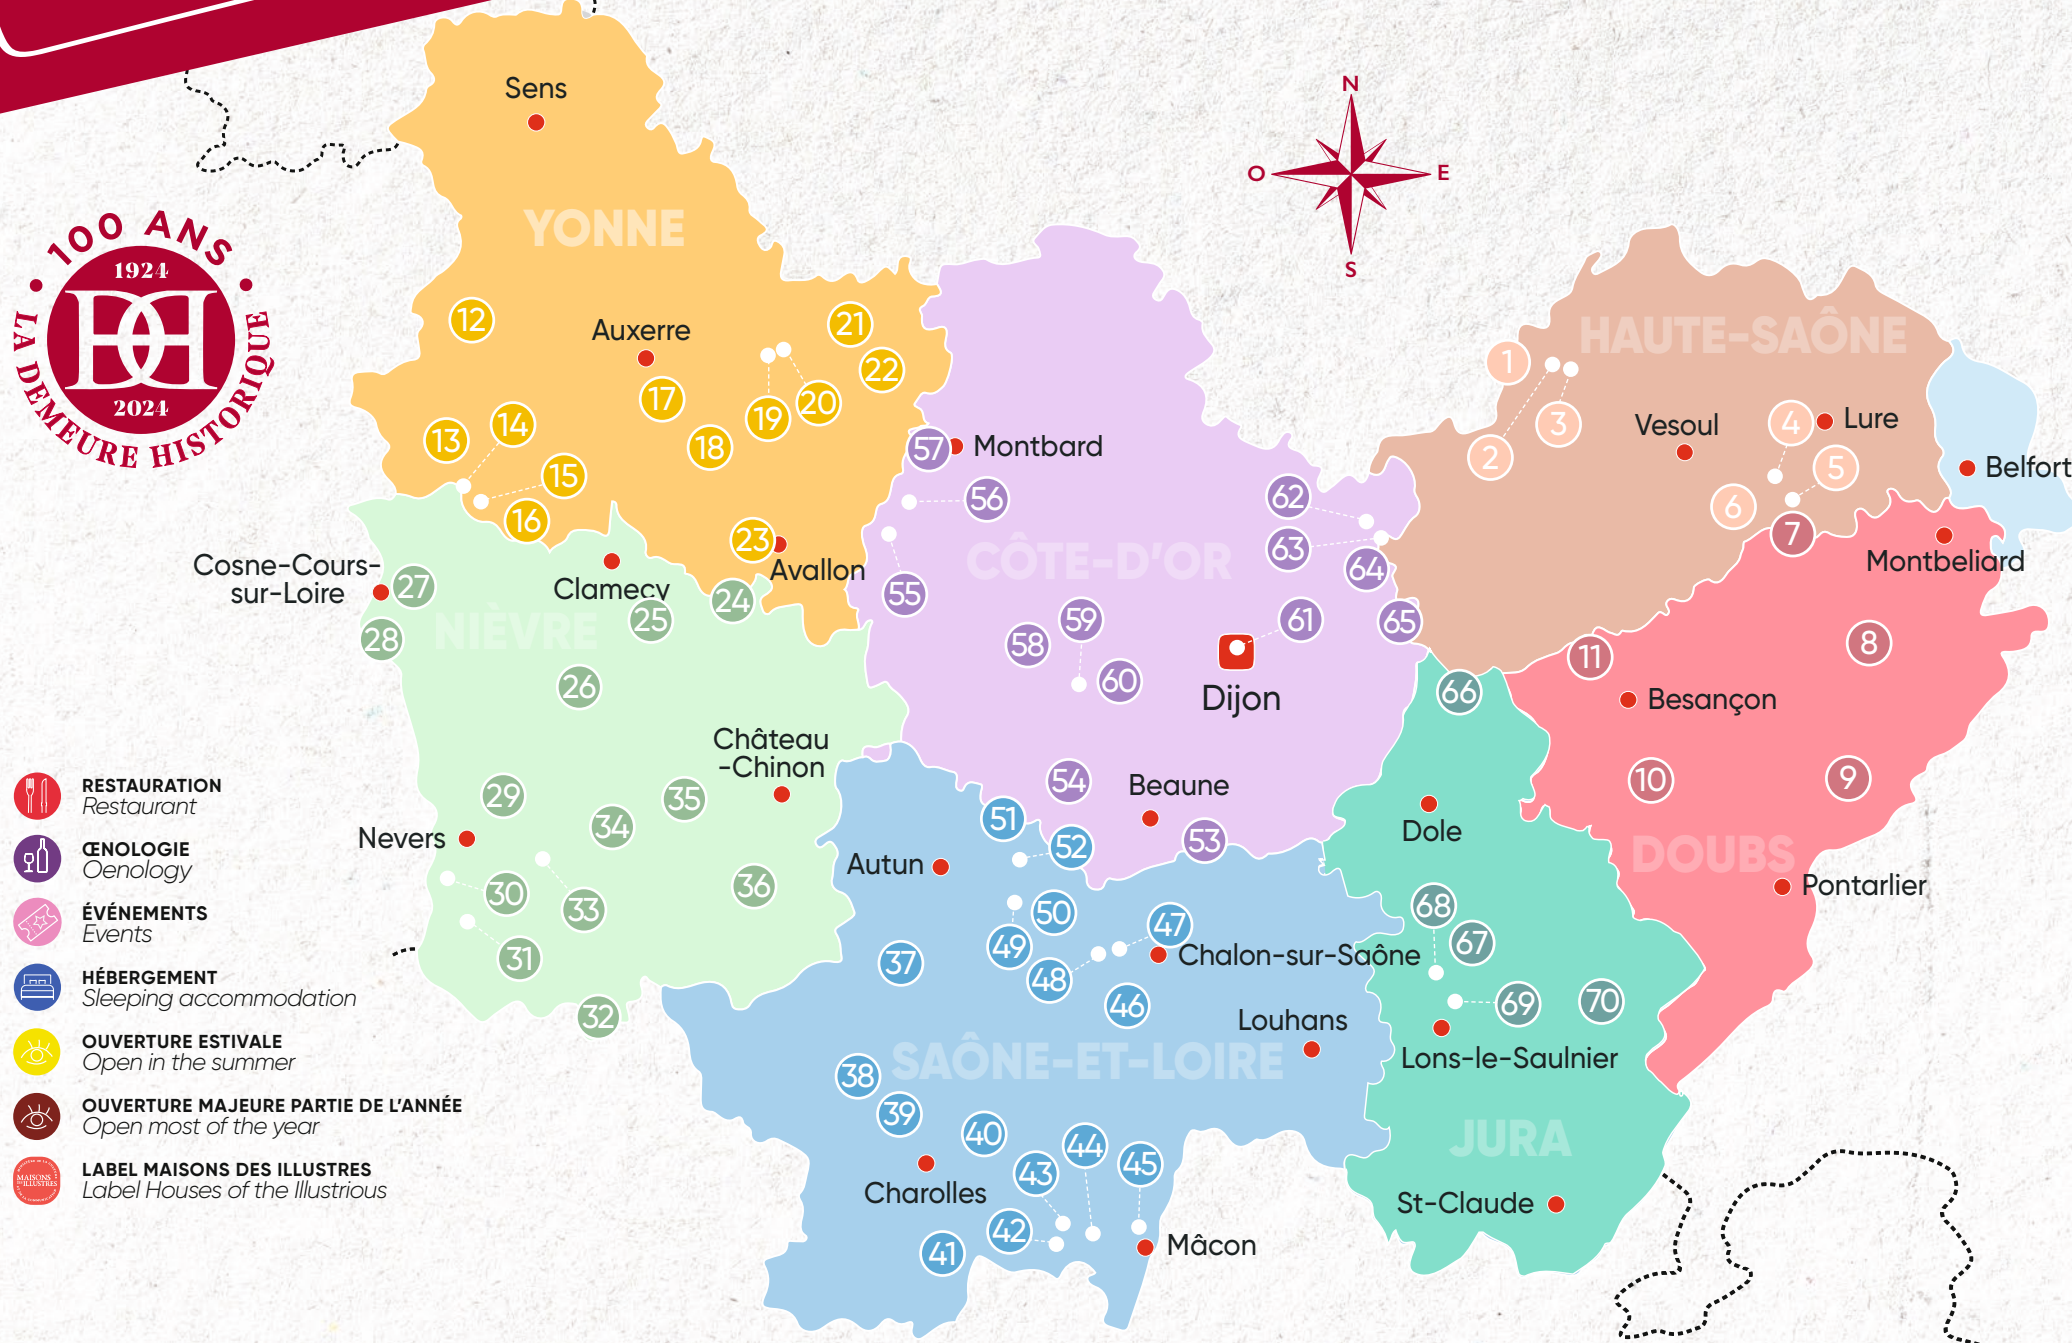 Sens
N
O
E
S
YONNE
100 ANS
1924
2024
LA DEMEURE HISTORIQUE
12
Auxerre
21
22
17
19
20
13
14
18
15
16
23
Avallon
HAUTE-SAÔNE
1
2
3
Vesoul
4
Lure
5
6
7
Belfort
Montbeliard
57
Montbard
56
62
63
64
CÔTE-D'OR
55
58
59
60
61
65
Dijon
54
Beaune
53
Cosne-Cours-
sur-Loire
27
28
Clamecy
25
24
NIÈVRE
26
Château
-Chinon
29
35
34
Nevers
30
33
36
31
32
11
8
Besançon
10
9
DOUBS
Pontarlier
66
Dole
68
67
69
70
Lons-le-Saulnier
JURA
St-Claude
51
52
Autun
50
49
47
48
Chalon-sur-Saône
37
46
Louhans
SAÔNE-ET-LOIRE
38
39
40
44
45
43
Charolles
42
41
Mâcon
RESTAURATION
Restaurant
ŒNOLOGIE
Oenology
ÉVÉNEMENTS
Events
HÉBERGEMENT
Sleeping accommodation
OUVERTURE ESTIVALE
Open in the summer
OUVERTURE MAJEURE PARTIE DE L'ANNÉE
Open most of the year
MAISONS
DES ILLUSTRES
LABEL MAISONS DES ILLUSTRES
Label Houses of the Illustrious